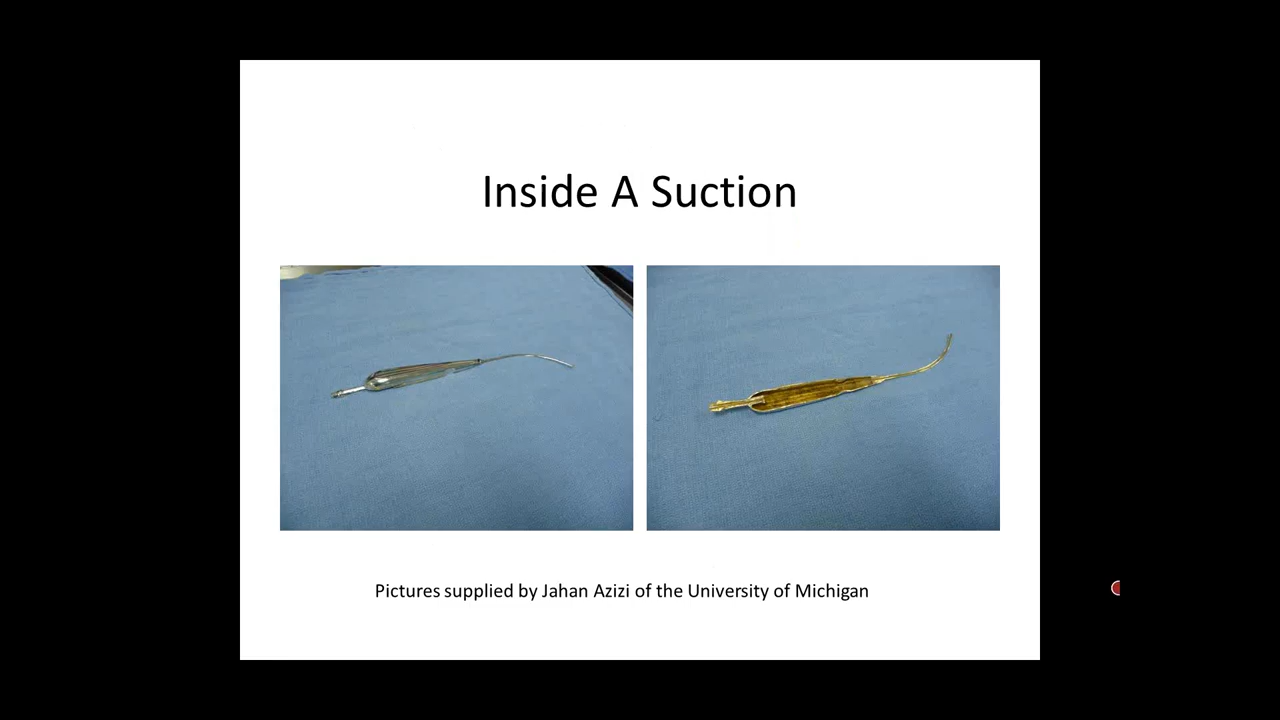 Inside A Suction
Pictures supplied by Jahan Azizi of the University of Michigan